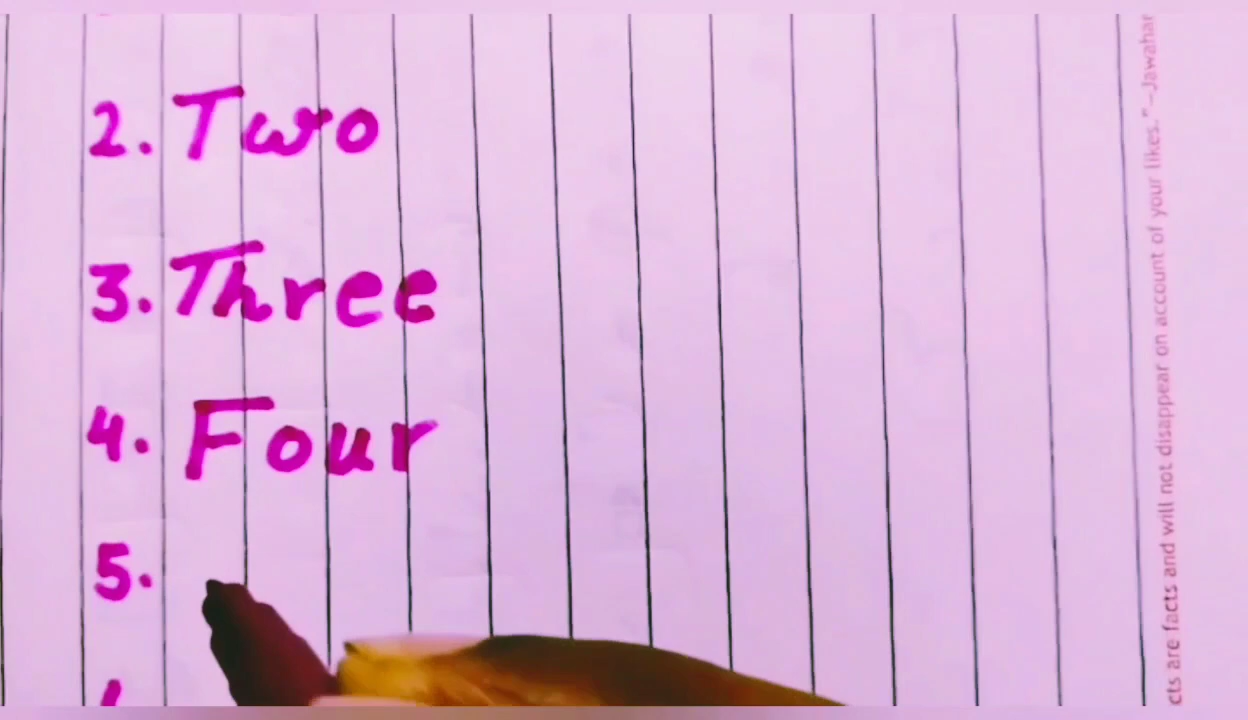 2. Two
3. Three
4. Four
5.
cts are facts and will not disappear on account of your likes."–Jawahar